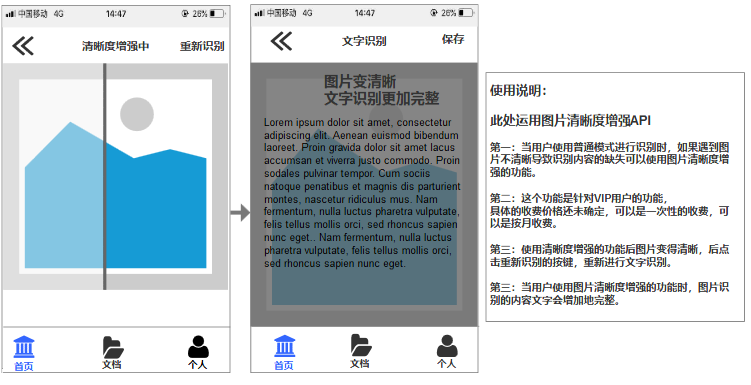 中国移动 4G 14:47 26%
清晰度增强中 重新识别
首页 文档 个人
中国移动 4G 14:47 26%
文字识别 保存
图片变清晰
文字识别更加完整
Lorem ipsum dolor sit amet, consectetur
adipiscing elit. Aenean euismod bibendum
laoreet. Proin gravida dolor sit amet lacus
accumsan et viverra justo commodo. Proin
sodales pulvinar tempor. Cum sociis
natoque penatibus et magnis dis parturient
montes, nascetur ridiculus mus. Nam
fermentum, nulla luctus pharetra vulputate,
felis tellus mollis orci, sed rhoncus sapien
nunc eget.. Nam fermentum, nulla luctus
pharetra vulputate, felis tellus mollis orci,
sed rhoncus sapien nunc eget.
首页 文档 个人
使用说明：
此处运用图片清晰度增强API
第一：当用户使用普通模式进行识别时，如果遇到图
片不清晰导致识别内容的缺失可以使用图片清晰度增
强的功能。
第二：这个功能是针对VIP用户的功能，
具体的收费价格还未确定，可以是一次性的收费，可
以是按月收费。
第三：使用清晰度增强的功能后图片变得清晰，后点
击重新识别的按键，重新进行文字识别。
第三：当用户使用图片清晰度增强的功能时，图片识
别的内容文字会增加地完整。